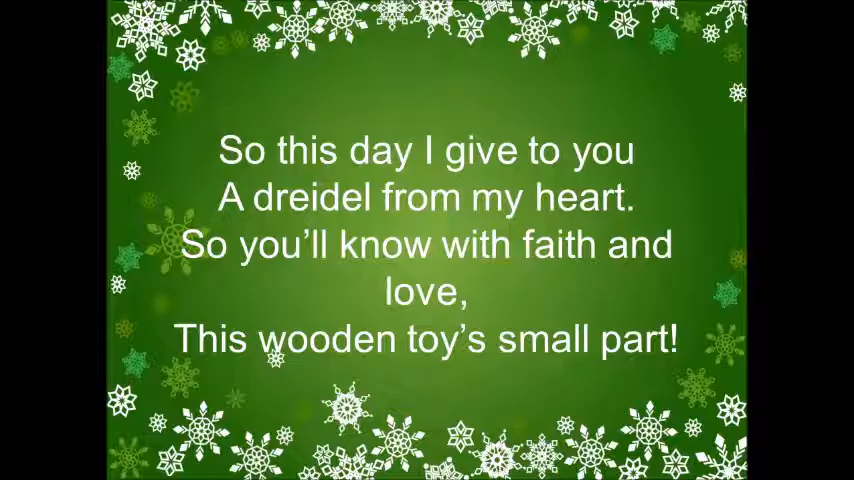 So this day I give to you
A dreidel from my heart.
So you’ll know with faith and
love,
This wooden toy’s small part!